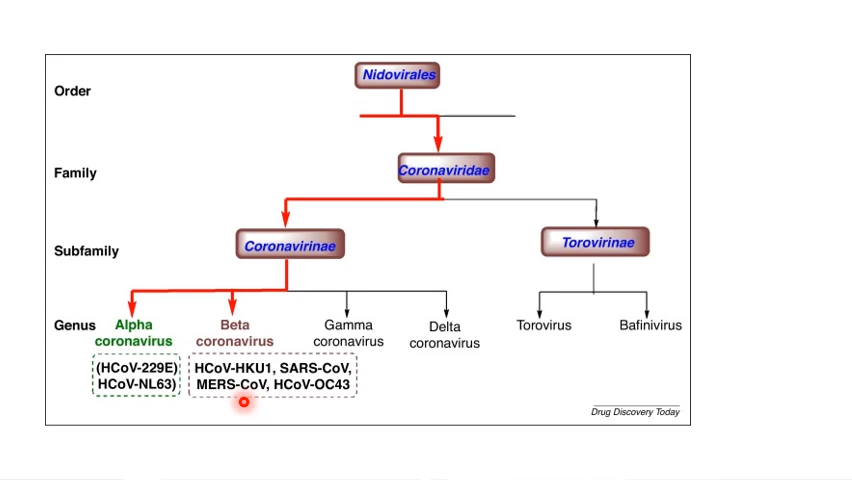 Nidovirales
Order
Family
Coronaviridae
Subfamily
Coronavirinae
Torovirinae
Genus
Alpha
coronavirus
Beta
coronavirus
Gamma
coronavirus
Delta
coronavirus
Torovirus
Bafinivirus
(HCoV-229E)
HCoV-NL63)
HCoV-HKU1, SARS-CoV,
MERS-CoV, HCoV-OC43
Drug Discovery Today